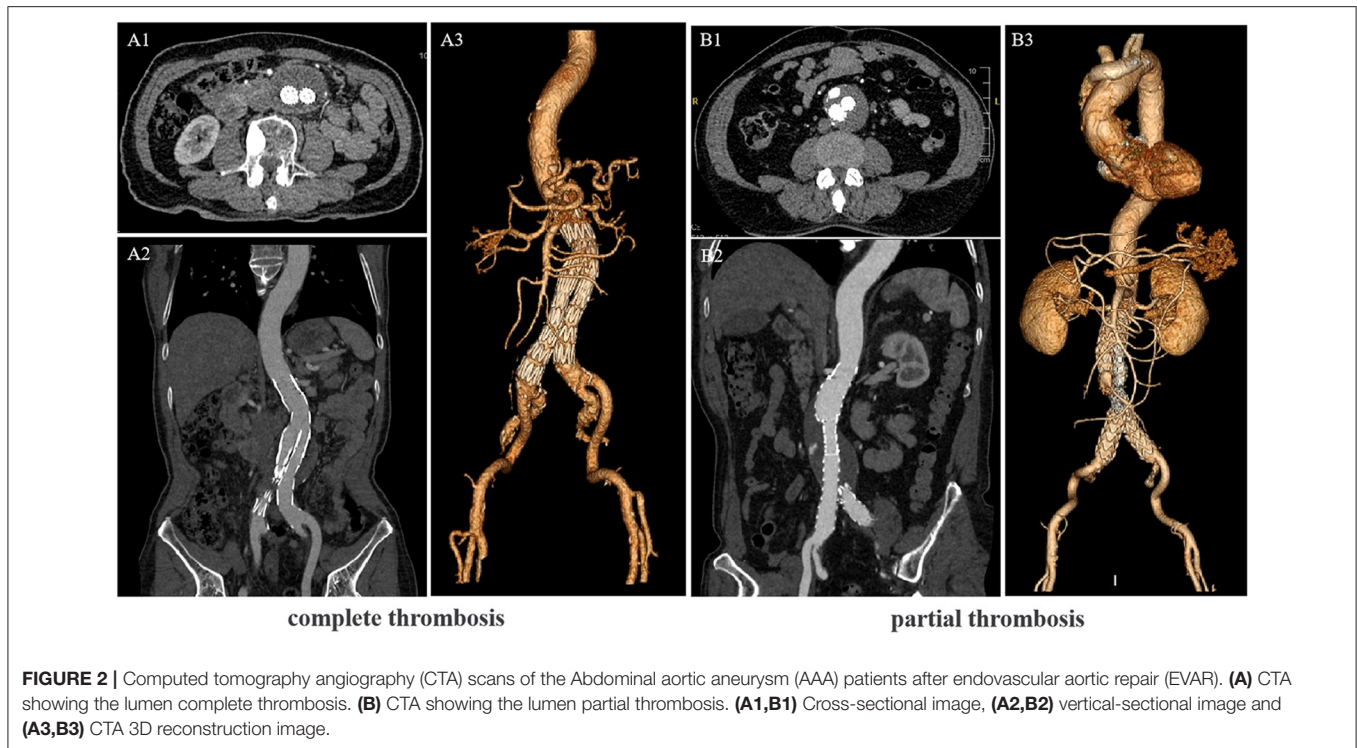 A1
10
A3
B1
10
R
L
cm
B3
A2
B2
complete thrombosis
partial thrombosis
FIGURE 2 | Computed tomography angiography (CTA) scans of the Abdominal aortic aneurysm (AAA) patients after endovascular aortic repair (EVAR). (A) CTA
showing the lumen complete thrombosis. (B) CTA showing the lumen partial thrombosis. (A1,B1) Cross-sectional image, (A2,B2) vertical-sectional image and
(A3,B3) CTA 3D reconstruction image.